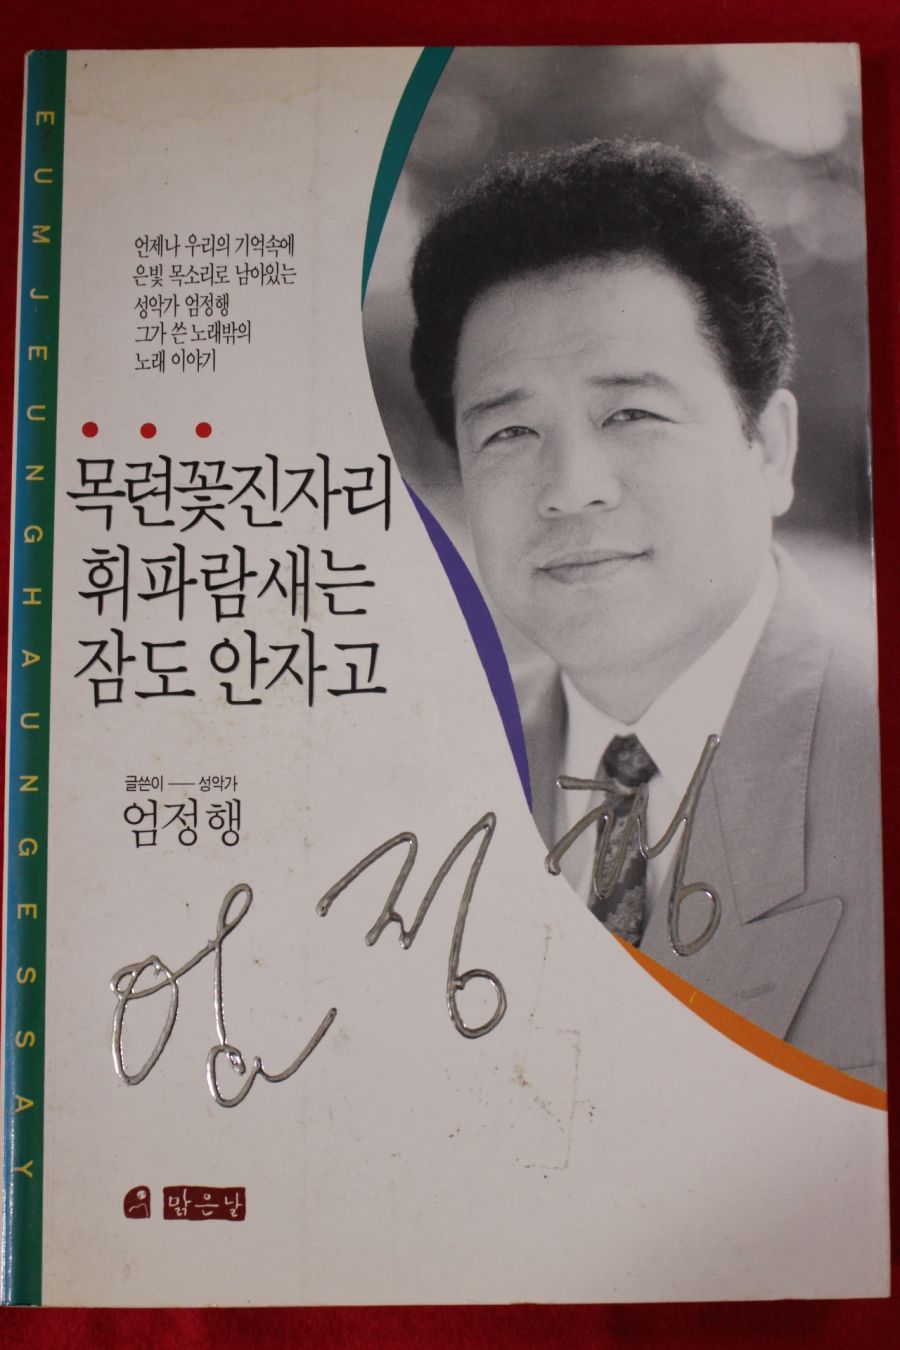 EUMJEUNGHAUNGESSAY
언제나 우리의 기억속에
은빛 목소리로 남아있는
성악가 엄정행
그가 쓴 노래밖의
노래 이야기
목련꽃진자리
휘파람새는
잠도 안자고
글쓴이 — 성악가
엄정행
엄정행
맑은날